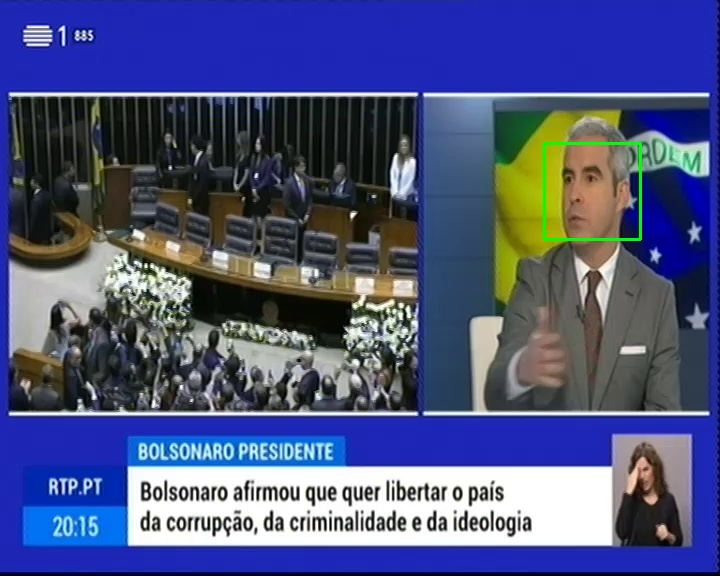 1 885
ORDEM
BOLSONARO PRESIDENTE
RTP.PT
Bolsonaro afirmou que quer libertar o país
20:15
da corrupção, da criminalidade e da ideologia